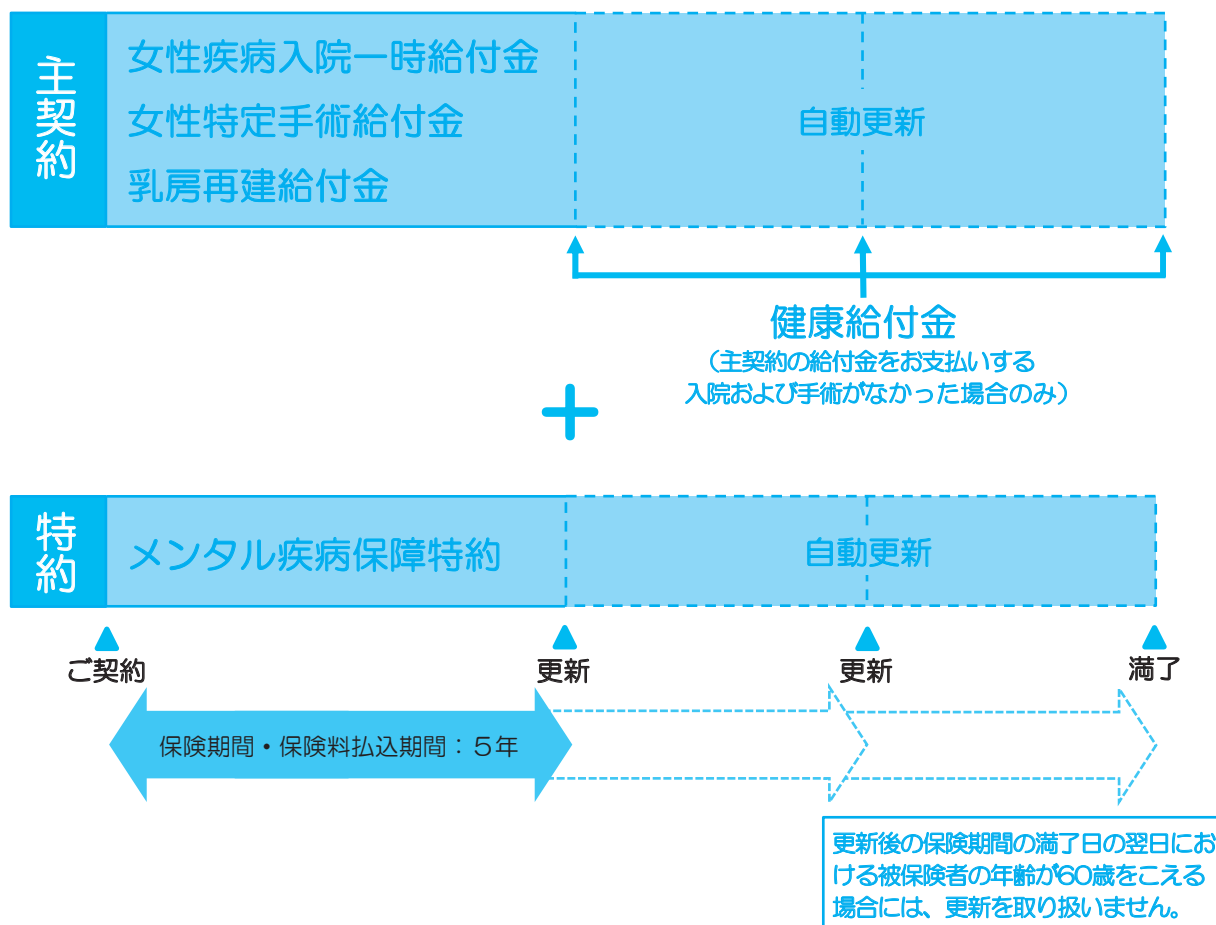 主契約
女性疾病入院一時給付金
女性特定手術給付金
乳房再建給付金
自動更新
健康給付金
（主契約の給付金をお支払いする
入院および手術がなかった場合のみ）
＋
特約
メンタル疾病保障特約
自動更新
ご契約
更新
更新
満了
保険期間・保険料払込期間：５年
更新後の保険期間の満了日の翌日にお
ける被保険者の年齢が60歳をこえる
場合には、更新を取り扱いません。